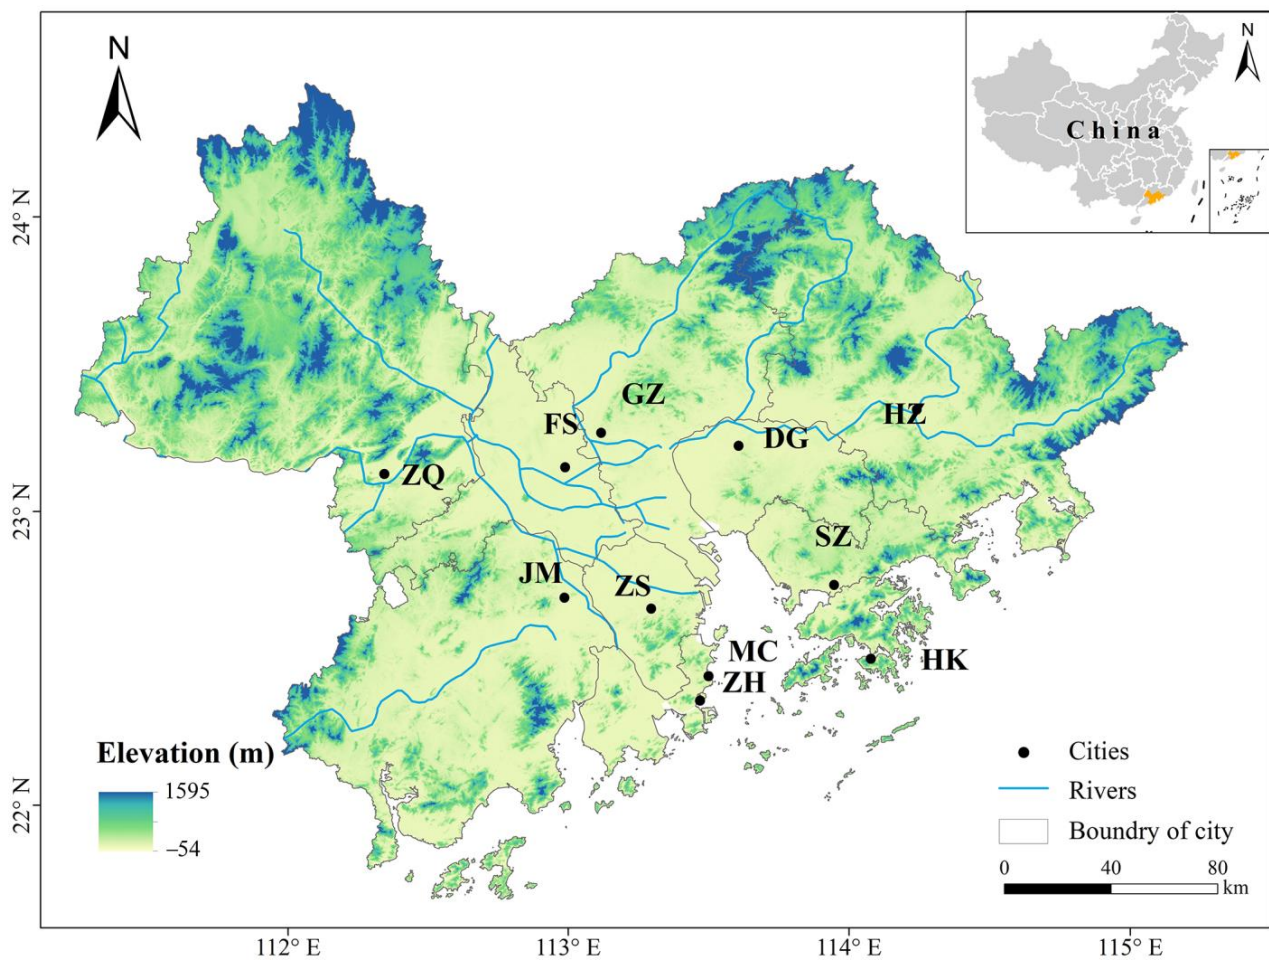 N
N
China
24° N
23° N
22° N
GZ
FS
HZ
DG
ZQ
SZ
JM
ZS
MC
HK
ZH
Elevation (m)
1595
–54
Cities
Rivers
Boundry of city
0 40 80
km
112° E 113° E 114° E 115° E